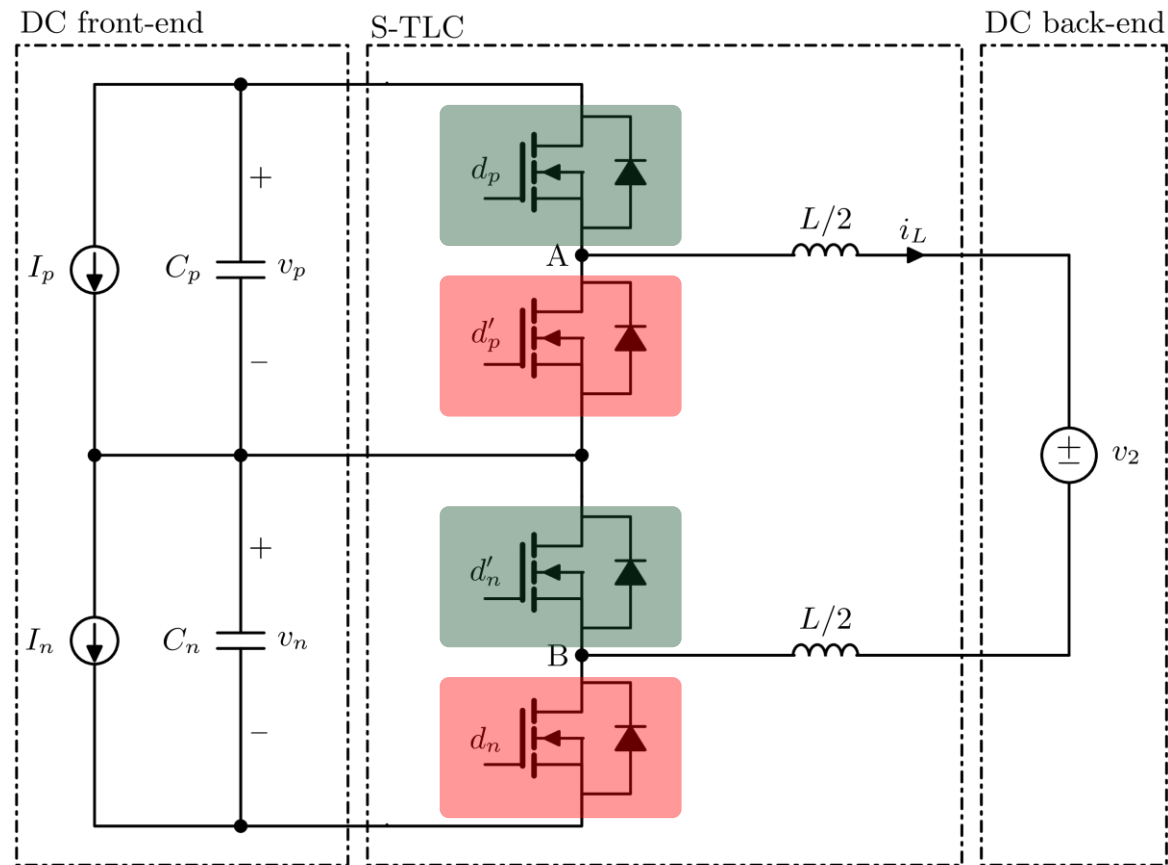 DC front-end
S-TLC
DC back-end
d_p
L/2
i_L
A
I_p
C_p
+
v_p
−
d'_p
+
−
v_2
d'_n
L/2
I_n
C_n
+
v_n
−
B
d_n